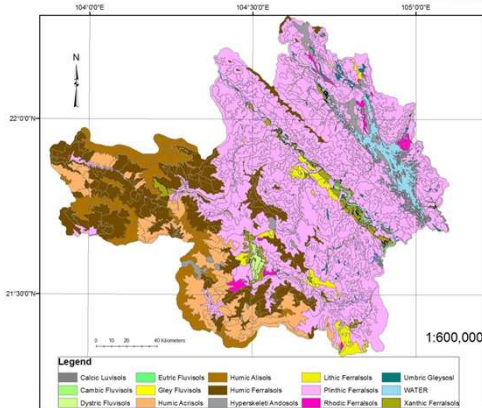 104°0'0"E 104°30'0"E 105°0'0"E
N
22°0'0"N
21°30'0"N
0 10 20 40 Kilometers
1:600,000
Legend
Calcic Luvisols Eutric Fluvisols Humic Alisols Lithic Ferralsols Umbric Gleysosl
Cambic Fluvisols Gley Fluvisols Humic Ferralsols Plinthic Ferralsols WATER
Dystric Fluvisols Humic Acrisols Hyperskeleti Andosols Rhodic Ferralsols Xanthic Ferralsols